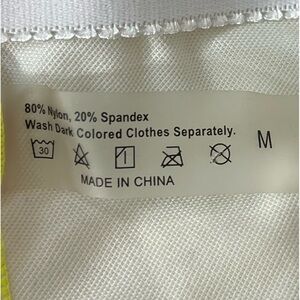 80% Nylon, 20% Spandex
Wash Dark Colored Clothes Separately.
30
M
MADE IN CHINA